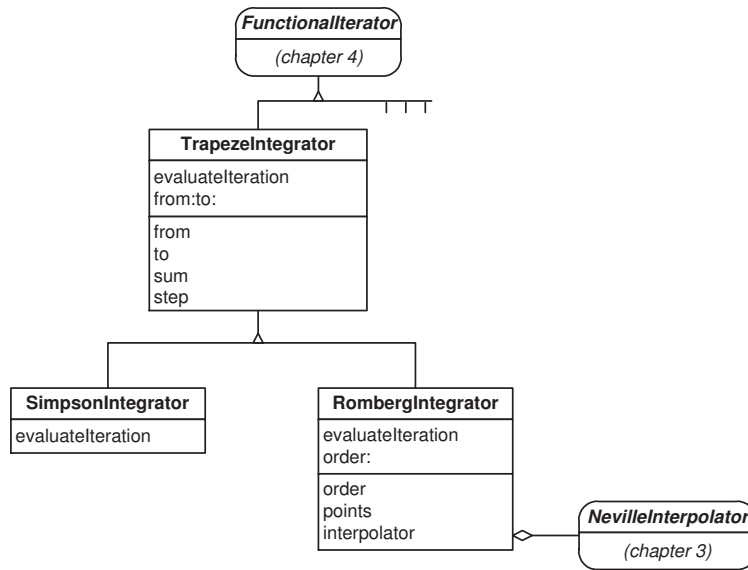 FunctionalIterator
(chapter 4)
TrapezeIntegrator
evaluateIteration
from:to:
from
to
sum
step
SimpsonIntegrator
evaluateIteration
RombergIntegrator
evaluateIteration
order:
order
points
interpolator
NevilleInterpolator
(chapter 3)